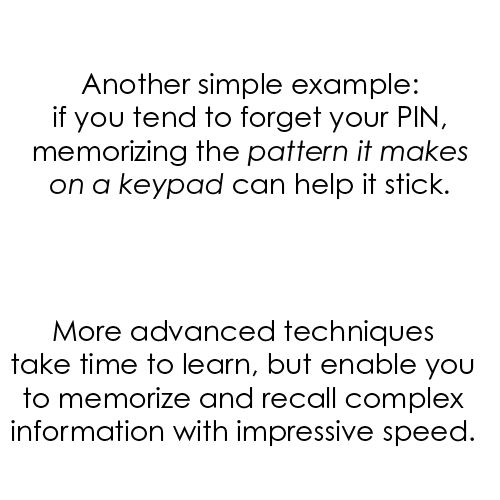 Another simple example:
if you tend to forget your PIN,
memorizing the pattern it makes
on a keypad can help it stick.
More advanced techniques
take time to learn, but enable you
to memorize and recall complex
information with impressive speed.